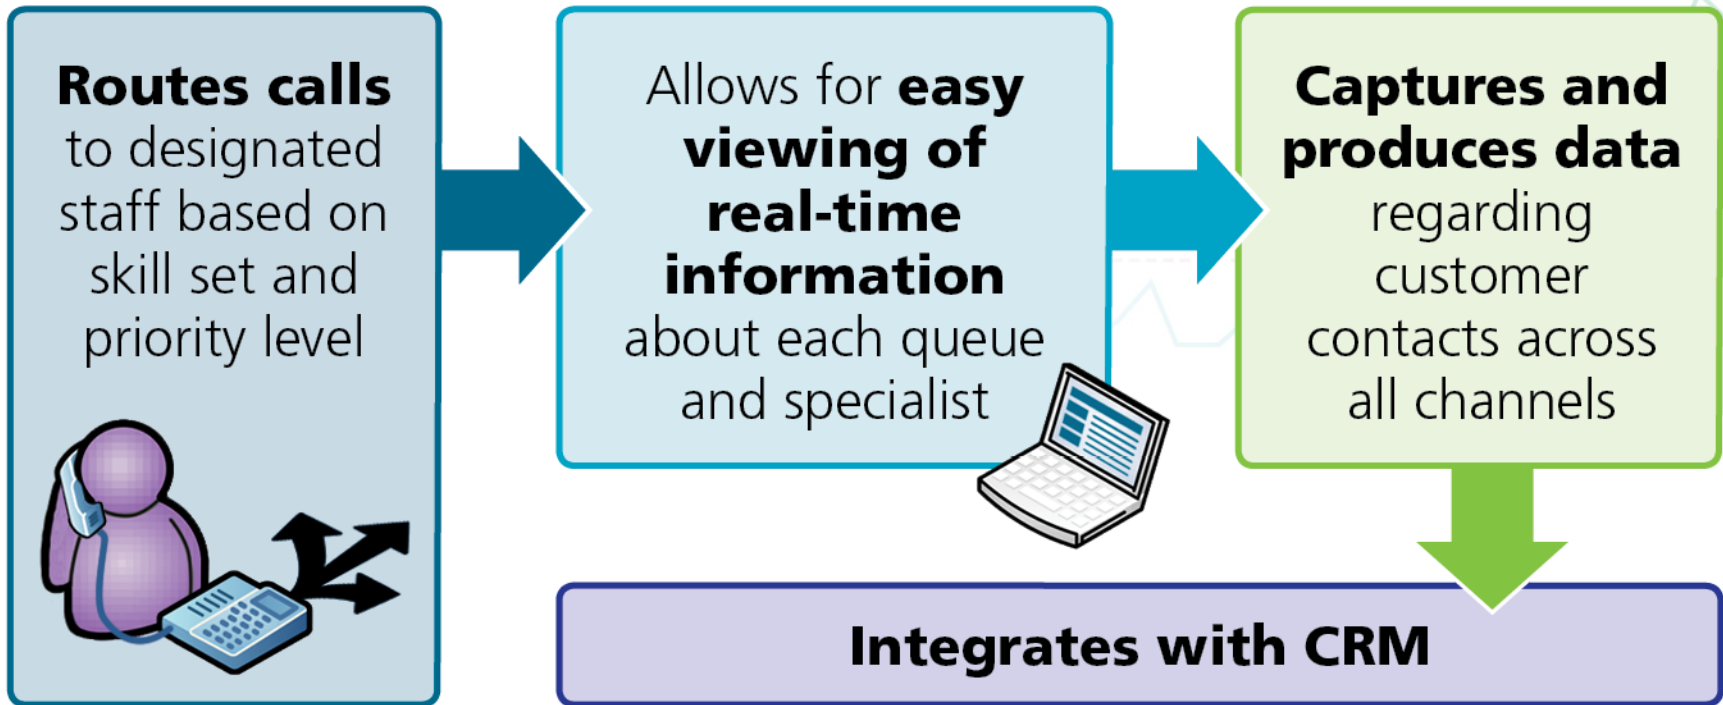 Routes calls
to designated
staff based on
skill set and
priority level
Allows for easy
viewing of
real-time
information
about each queue
and specialist
Captures and
produces data
regarding
customer
contacts across
all channels
Integrates with CRM